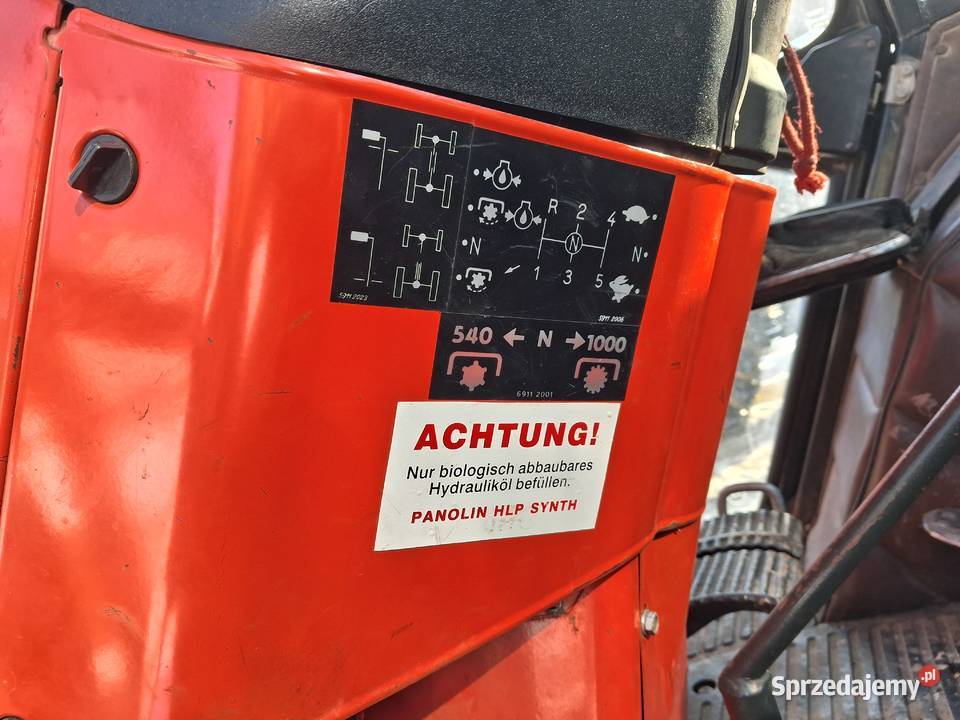 R 2 4
N N N
1 3 5
5911 2023
5911 2006
540 ← N → 1000
6911 2001
ACHTUNG!
Nur biologisch abbaubares
Hydrauliköl befüllen.
PANOLIN HLP SYNTH
Sprzedajemy.pl